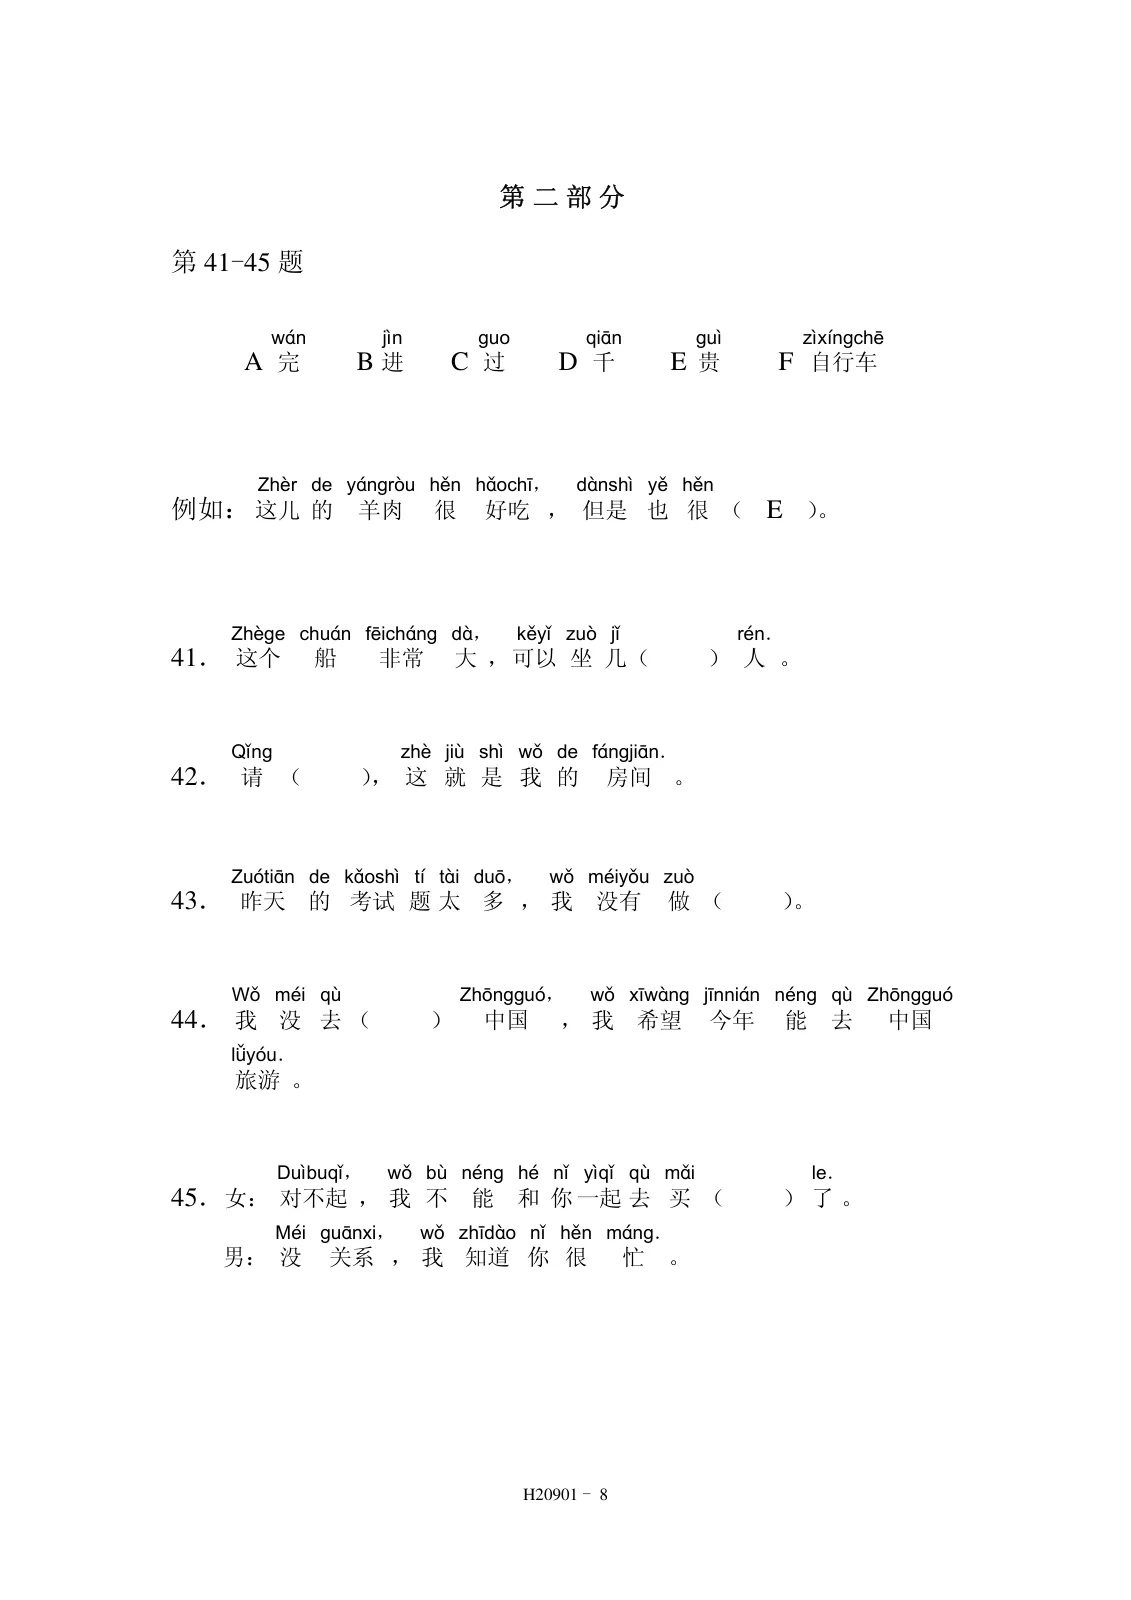 第二部分
第 41-45 题
wán jìn guo qiān guì zìxíngchē
A 完 B 进 C 过 D 千 E 贵 F 自行车
Zhèr de yángròu hěn hǎochī, dànshì yě hěn
例如：这儿的羊肉很好吃，但是也很（ E ）。
Zhège chuán fēicháng dà, kěyǐ zuò jǐ rén.
41．这个船非常大，可以坐几（ ）人。
Qǐng zhè jiù shì wǒ de fángjiān.
42．请（ ），这就是我的房间。
Zuótiān de kǎoshì tí tài duō, wǒ méiyǒu zuò
43．昨天的考试题太多，我没有做（ ）。
Wǒ méi qù Zhōngguó, wǒ xīwàng jīnnián néng qù Zhōngguó
44．我没去（ ）中国，我希望今年能去中国
lǚyóu.
旅游。
Duìbuqǐ, wǒ bù néng hé nǐ yìqǐ qù mǎi le.
45．女：对不起，我不能和你一起去买（ ）了。
Méi guānxi, wǒ zhīdào nǐ hěn máng.
男：没关系，我知道你很忙。
H20901 - 8